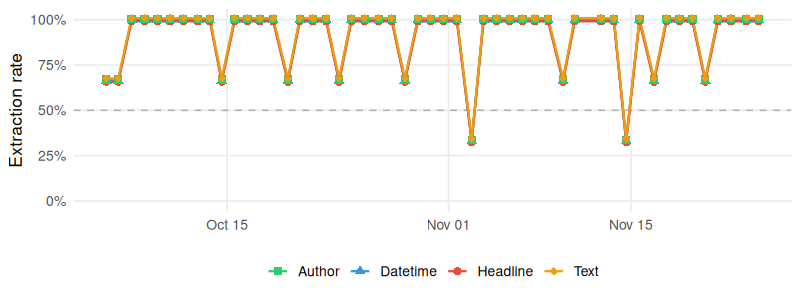 Extraction rate
100%
75%
50%
25%
0%
Oct 15 Nov 01 Nov 15
Author Datetime Headline Text